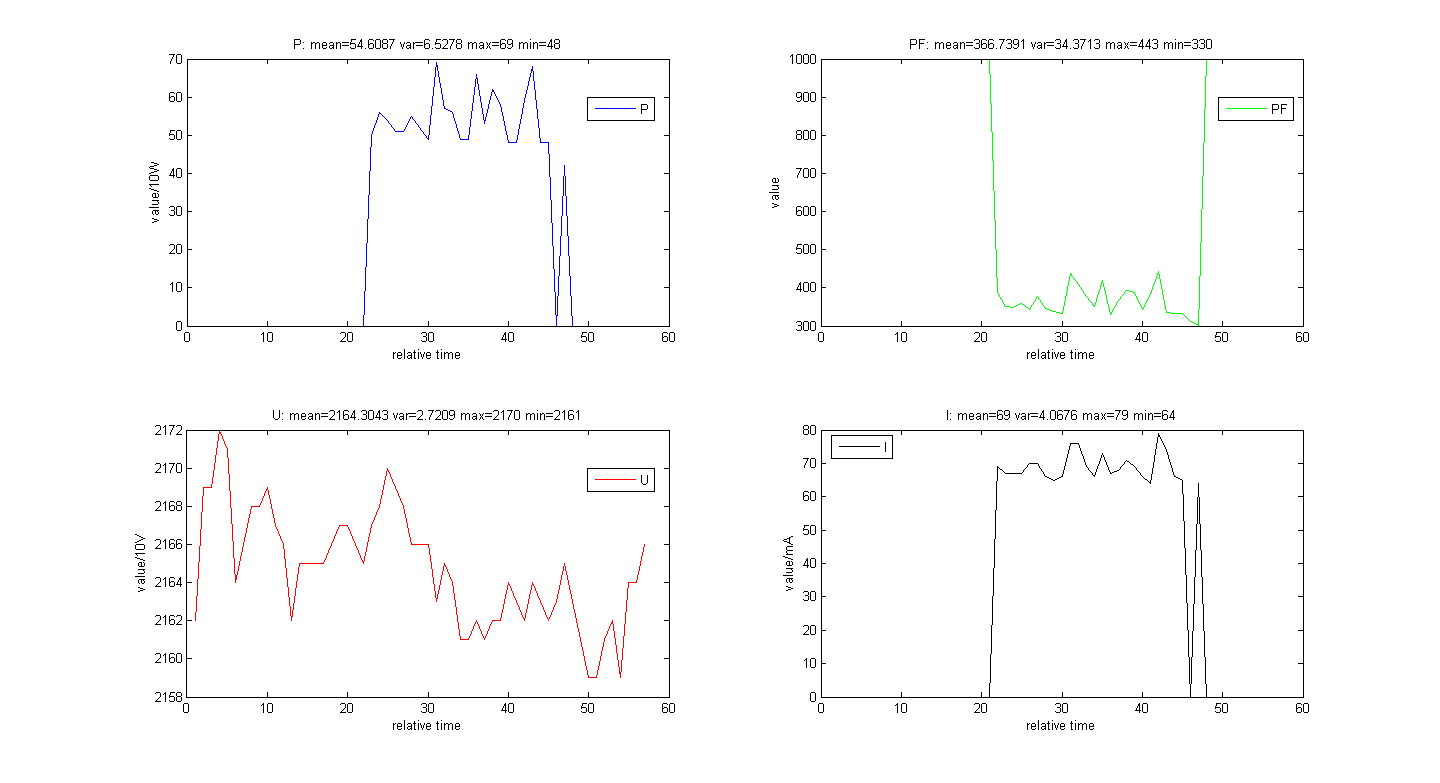 P: mean=54.6087 var=6.5278 max=69 min=48
70
60
50
40
30
20
10
0
value/10W
P
0 10 20 30 40 50 60
relative time
PF: mean=366.7391 var=34.3713 max=443 min=330
1000
900
800
700
600
500
400
300
value
PF
0 10 20 30 40 50 60
relative time
U: mean=2164.3043 var=2.7209 max=2170 min=2161
2172
2170
2168
2166
2164
2162
2160
2158
value/10V
U
0 10 20 30 40 50 60
relative time
I: mean=69 var=4.0676 max=79 min=64
80
70
60
50
40
30
20
10
0
value/mA
I
0 10 20 30 40 50 60
relative time